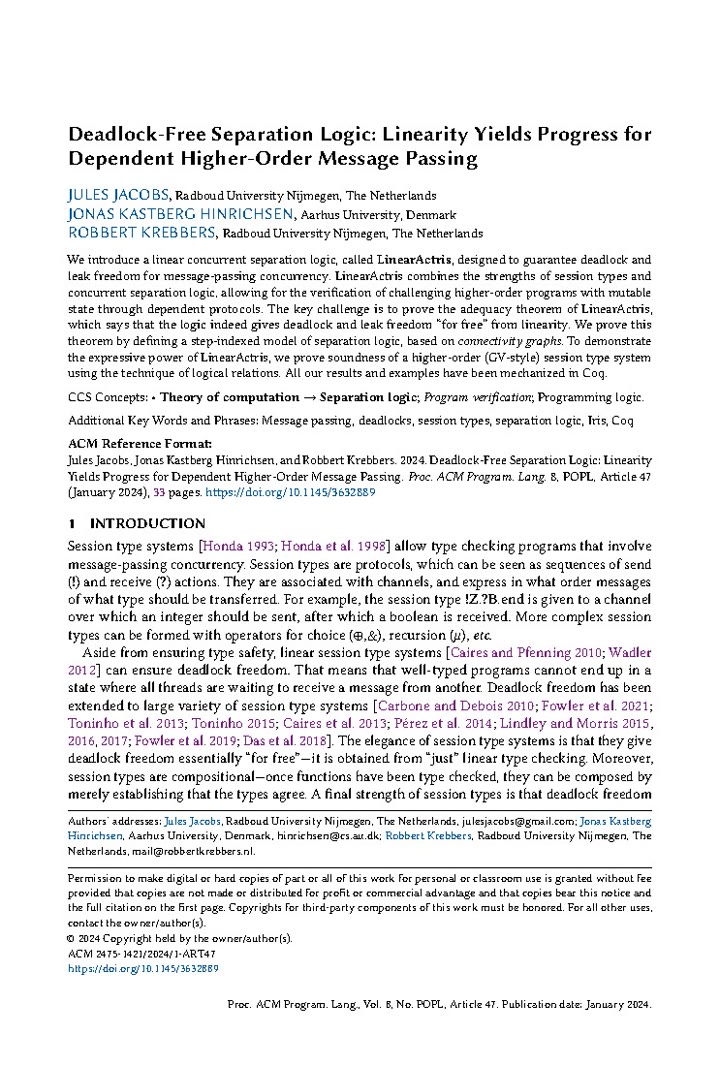 Deadlock-Free Separation Logic: Linearity Yields Progress for
Dependent Higher-Order Message Passing
JULES JACOBS, Radboud University Nijmegen, The Netherlands
JONAS KASTBERG HINRICHSEN, Aarhus University, Denmark
ROBBERT KREBBERS, Radboud University Nijmegen, The Netherlands
We introduce a linear concurrent separation logic, called LinearActris, designed to guarantee deadlock and
leak freedom for message-passing concurrency. LinearActris combines the strengths of session types and
concurrent separation logic, allowing for the verification of challenging higher-order programs with mutable
state through dependent protocols. The key challenge is to prove the adequacy theorem of LinearActris,
which says that the logic indeed gives deadlock and leak freedom “for free” from linearity. We prove this
theorem by defining a step-indexed model of separation logic, based on connectivity graphs. To demonstrate
the expressive power of LinearActris, we prove soundness of a higher-order (GV-style) session type system
using the technique of logical relations. All our results and examples have been mechanized in Coq.
CCS Concepts: • Theory of computation → Separation logic; Program verification; Programming logic.
Additional Key Words and Phrases: Message passing, deadlocks, session types, separation logic, Iris, Coq
ACM Reference Format:
Jules Jacobs, Jonas Kastberg Hinrichsen, and Robbert Krebbers. 2024. Deadlock-Free Separation Logic: Linearity
Yields Progress for Dependent Higher-Order Message Passing. Proc. ACM Program. Lang. 8, POPL, Article 47
(January 2024), 33 pages. https://doi.org/10.1145/3632889
1 INTRODUCTION
Session type systems [Honda 1993; Honda et al. 1998] allow type checking programs that involve
message-passing concurrency. Session types are protocols, which can be seen as sequences of send
(!) and receive (?) actions. They are associated with channels, and express in what order messages
of what type should be transferred. For example, the session type !Z.?B.end is given to a channel
over which an integer should be sent, after which a boolean is received. More complex session
types can be formed with operators for choice (⊕,&), recursion (μ), etc.
Aside from ensuring type safety, linear session type systems [Caires and Pfenning 2010; Wadler
2012] can ensure deadlock freedom. That means that well-typed programs cannot end up in a
state where all threads are waiting to receive a message from another. Deadlock freedom has been
extended to large variety of session type systems [Carbone and Debois 2010; Fowler et al. 2021;
Toninho et al. 2013; Toninho 2015; Caires et al. 2013; Pérez et al. 2014; Lindley and Morris 2015,
2016, 2017; Fowler et al. 2019; Das et al. 2018]. The elegance of session type systems is that they give
deadlock freedom essentially “for free”—it is obtained from “just” linear type checking. Moreover,
session types are compositional—once functions have been type checked, they can be composed by
merely establishing that the types agree. A final strength of session types is that deadlock freedom
Authors' addresses: Jules Jacobs, Radboud University Nijmegen, The Netherlands, julesjacobs@gmail.com; Jonas Kastberg
Hinrichsen, Aarhus University, Denmark, hinrichsen@cs.au.dk; Robbert Krebbers, Radboud University Nijmegen, The
Netherlands, mail@robbertkrebbers.nl.
Permission to make digital or hard copies of part or all of this work for personal or classroom use is granted without fee
provided that copies are not made or distributed for profit or commercial advantage and that copies bear this notice and
the full citation on the first page. Copyrights for third-party components of this work must be honored. For all other uses,
contact the owner/author(s).
© 2024 Copyright held by the owner/author(s).
ACM 2475-1421/2024/1-ART47
https://doi.org/10.1145/3632889
Proc. ACM Program. Lang., Vol. 8, No. POPL, Article 47. Publication date: January 2024.